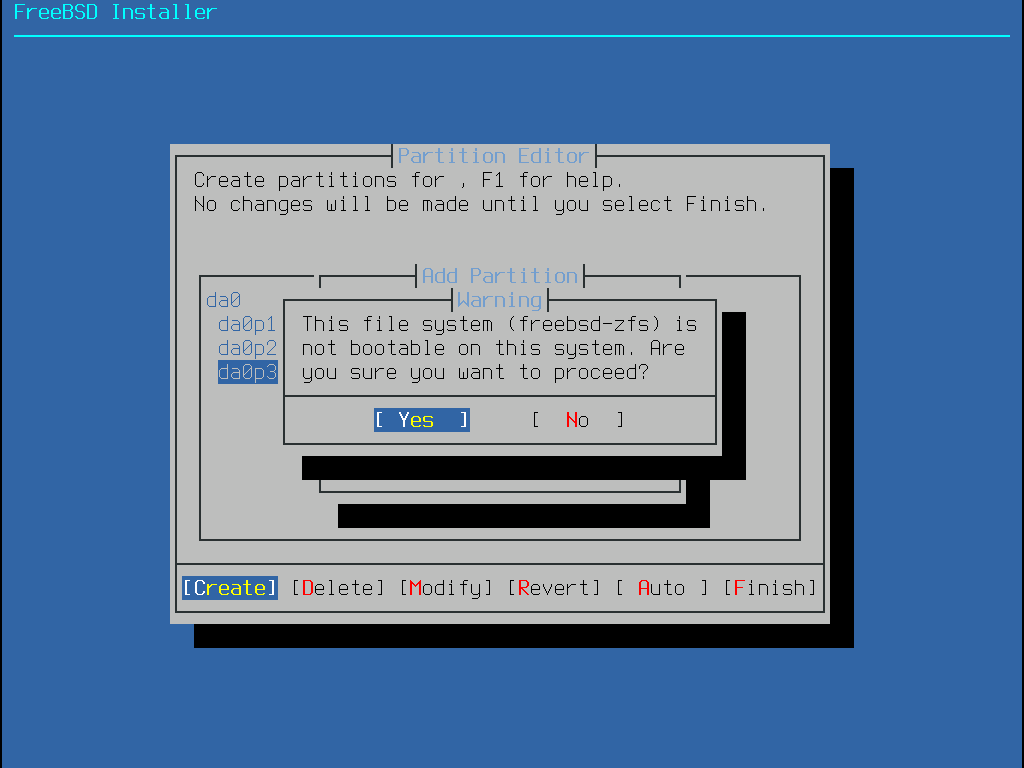 FreeBSD Installer
Partition Editor
Create partitions for , F1 for help.
No changes will be made until you select Finish.
Add Partition
da0
Warning
da0p1
This file system (freebsd-zfs) is
da0p2
not bootable on this system. Are
da0p3
you sure you want to proceed?
[ Yes ] [ No ]
[Create] [Delete] [Modify] [Revert] [ Auto ] [Finish]